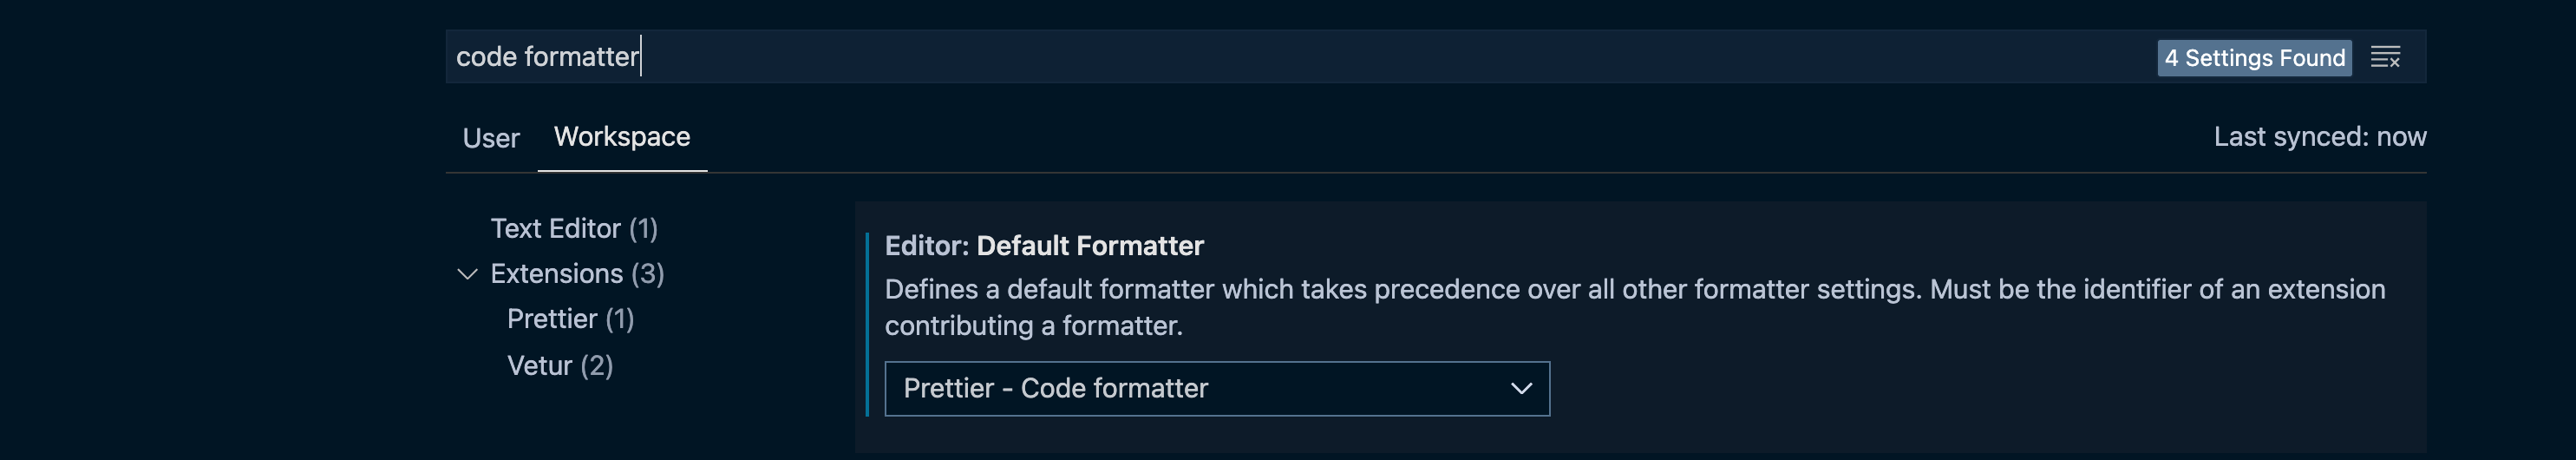 code formatter
4 Settings Found
User
Workspace
Last synced: now
Text Editor (1)
Extensions (3)
Prettier (1)
Vetur (2)
Editor: Default Formatter
Defines a default formatter which takes precedence over all other formatter settings. Must be the identifier of an extension
contributing a formatter.
Prettier - Code formatter